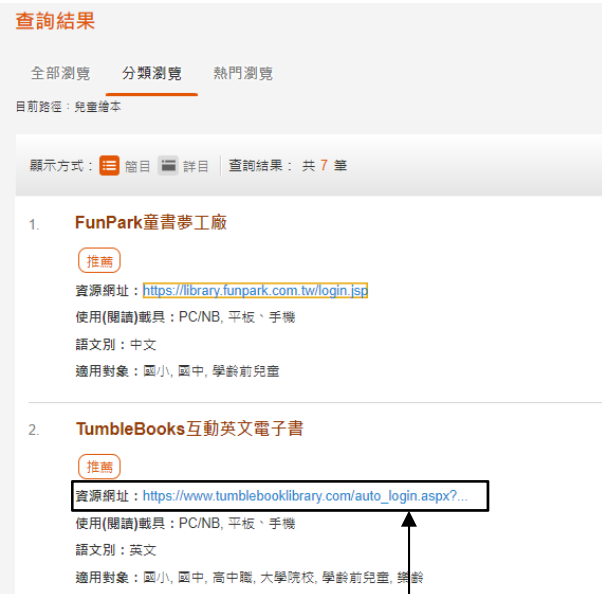 查詢結果
全部瀏覽 分類瀏覽 熱門瀏覽
目前路徑：兒童繪本
顯示方式： 簡目 詳目 查詢結果： 共 7 筆
1. FunPark童書夢工廠
推薦
資源網址：https://library.funpark.com.tw/login.jsp
使用(閱讀)載具：PC/NB, 平板、手機
語文別：中文
適用對象：國小, 國中, 學齡前兒童
2. TumbleBooks互動英文電子書
推薦
資源網址：https://www.tumblebooklibrary.com/auto_login.aspx?...
使用(閱讀)載具：PC/NB, 平板、手機
語文別：英文
適用對象：國小, 國中, 高中職, 大學院校, 學齡前兒童, 樂齡